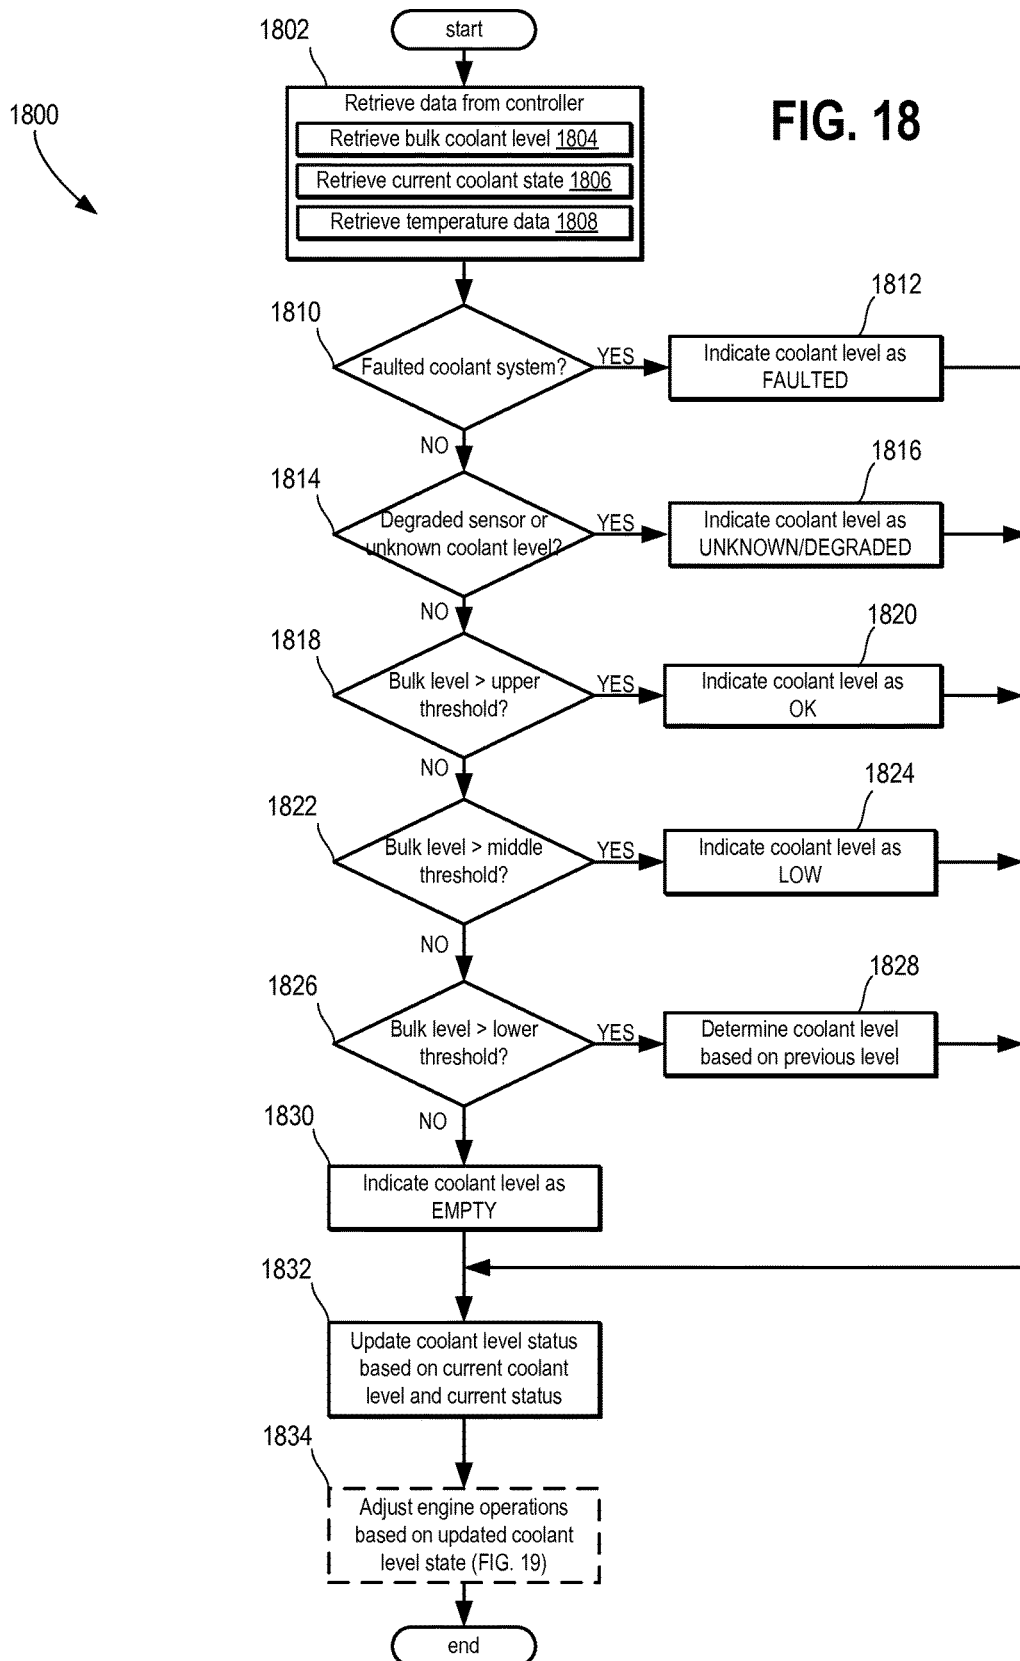 1802
start
1800
FIG. 18
Retrieve data from controller
Retrieve bulk coolant level 1804
Retrieve current coolant state 1806
Retrieve temperature data 1808
1810
Faulted coolant system?
YES
1812
Indicate coolant level as
FAULTED
NO
1814
Degraded sensor or
unknown coolant level?
YES
1816
Indicate coolant level as
UNKNOWN/DEGRADED
NO
1818
Bulk level > upper
threshold?
YES
1820
Indicate coolant level as
OK
NO
1822
Bulk level > middle
threshold?
YES
1824
Indicate coolant level as
LOW
NO
1826
Bulk level > lower
threshold?
YES
1828
Determine coolant level
based on previous level
NO
1830
Indicate coolant level as
EMPTY
1832
Update coolant level status
based on current coolant
level and current status
1834
Adjust engine operations
based on updated coolant
level state (FIG. 19)
end